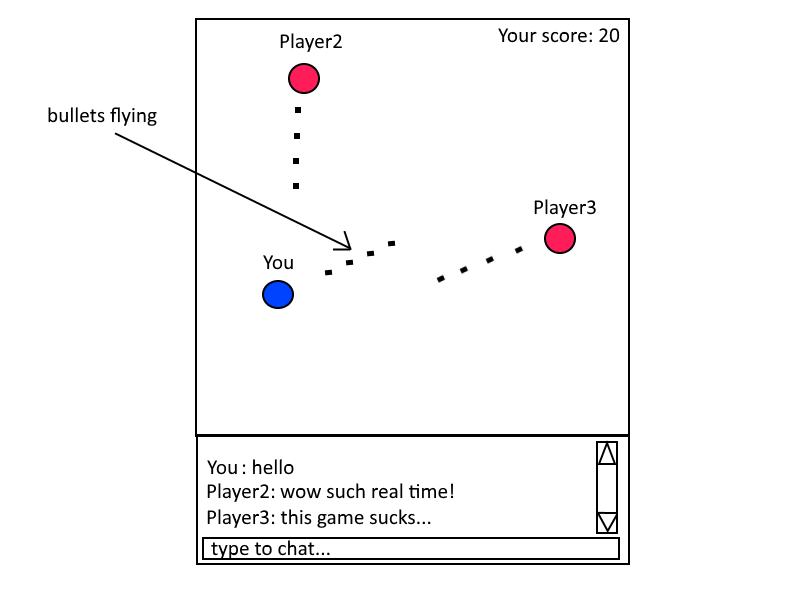 Player2
Your score: 20
bullets flying
Player3
You
You : hello
Player2: wow such real time!
Player3: this game sucks...
type to chat...